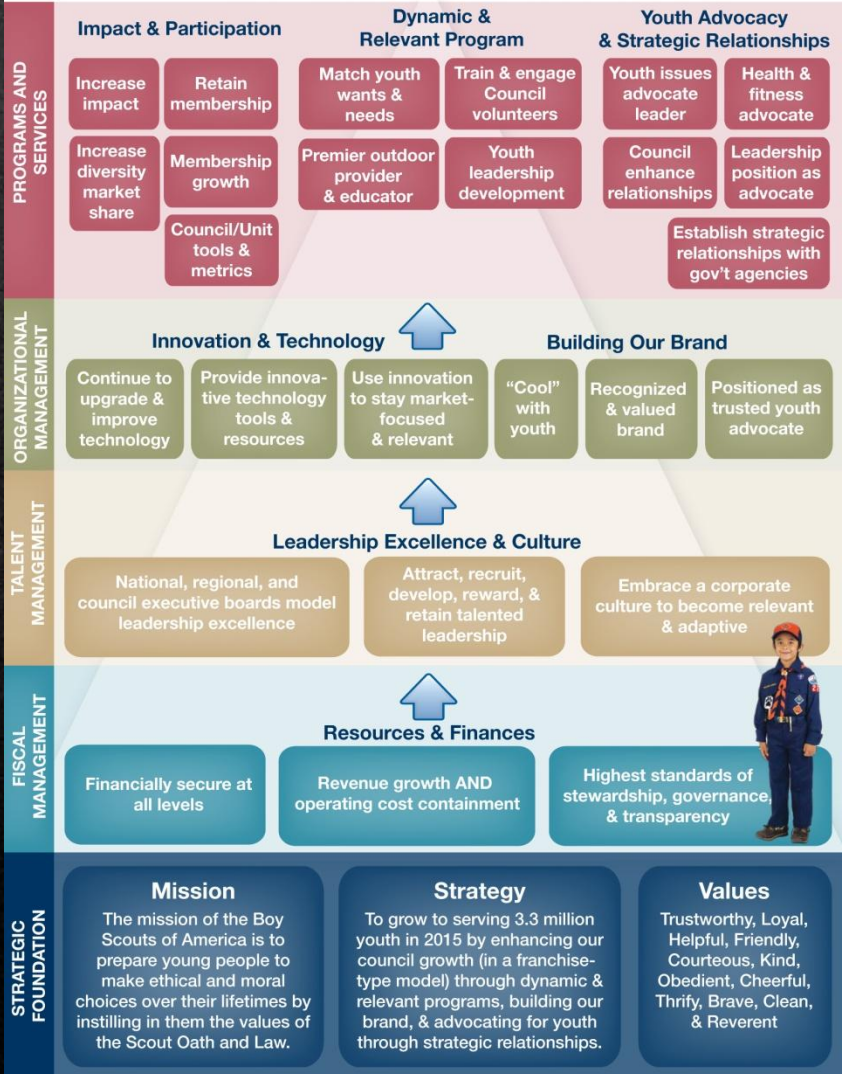 PROGRAMS AND
SERVICES
Impact & Participation
Increase
impact
Retain
membership
Increase
diversity
market
share
Membership
growth
Council/Unit
tools &
metrics
Dynamic &
Relevant Program
Match youth
wants &
needs
Train & engage
Council
volunteers
Premier outdoor
provider
& educator
Youth
leadership
development
Youth Advocacy
& Strategic Relationships
Youth issues
advocate
leader
Health &
fitness
advocate
Council
enhance
relationships
Leadership
position as
advocate
Establish strategic
relationships with
gov't agencies
ORGANIZATIONAL
MANAGEMENT
Innovation & Technology
Continue to
upgrade &
improve
technology
Provide innova-
tive technology
tools &
resources
Use innovation
to stay market-
focused
& relevant
Building Our Brand
“Cool”
with
youth
Recognized
& valued
brand
Positioned as
trusted youth
advocate
TALENT
MANAGEMENT
Leadership Excellence & Culture
National, regional, and
council executive boards model
leadership excellence
Attract, recruit,
develop, reward, &
retain talented
leadership
Embrace a corporate
culture to become relevant
& adaptive
FISCAL
MANAGEMENT
Resources & Finances
Financially secure at
all levels
Revenue growth AND
operating cost containment
Highest standards of
stewardship, governance,
& transparency
STRATEGIC
FOUNDATION
Mission
The mission of the Boy
Scouts of America is to
prepare young people to
make ethical and moral
choices over their lifetimes by
instilling in them the values of
the Scout Oath and Law.
Strategy
To grow to serving 3.3 million
youth in 2015 by enhancing our
council growth (in a franchise-
type model) through dynamic &
relevant programs, building our
brand, & advocating for youth
through strategic relationships.
Values
Trustworthy, Loyal,
Helpful, Friendly,
Courteous, Kind,
Obedient, Cheerful,
Thrify, Brave, Clean,
& Reverent